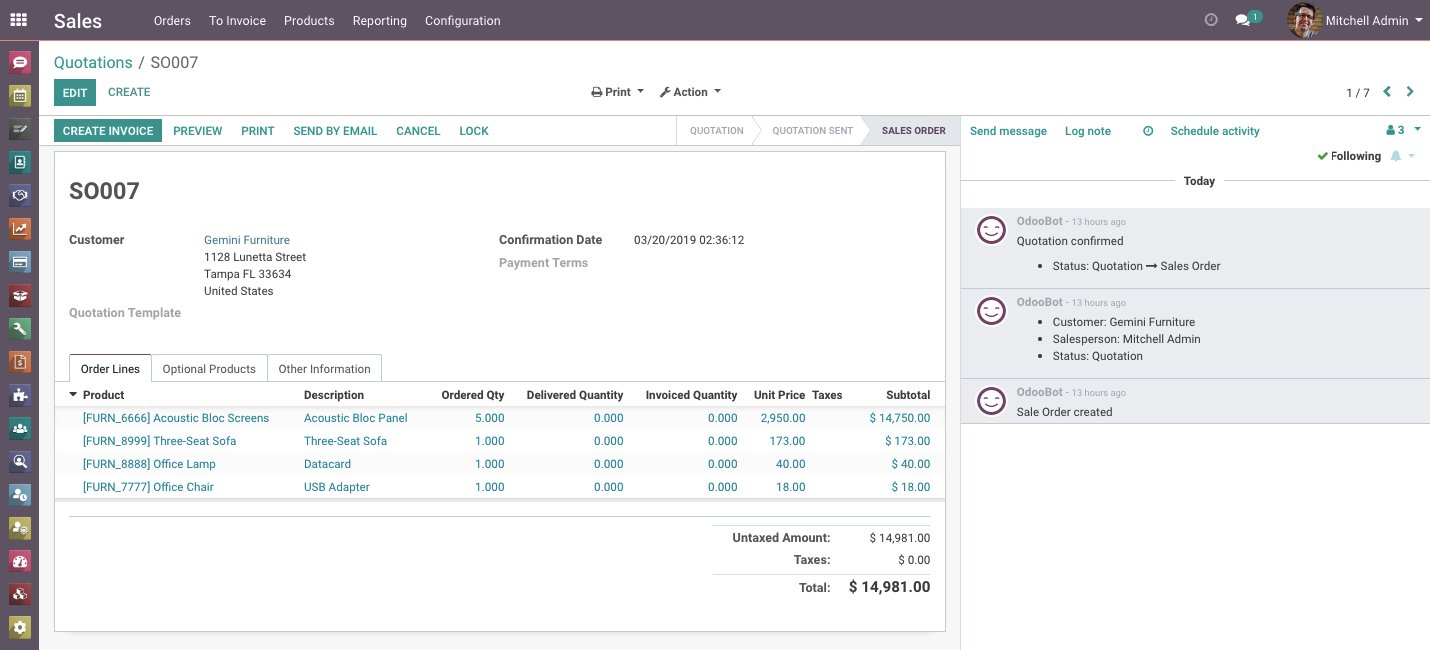 Sales Orders To Invoice Products Reporting Configuration 1 Mitchell Admin
Quotations / SO007
EDIT CREATE Print Action 1 / 7
CREATE INVOICE PREVIEW PRINT SEND BY EMAIL CANCEL LOCK QUOTATION QUOTATION SENT SALES ORDER
SO007
Customer Gemini Furniture Confirmation Date 03/20/2019 02:36:12
1128 Lunetta Street
Payment Terms
Tampa FL 33634
United States
Quotation Template
Order Lines Optional Products Other Information
Product Description Ordered Qty Delivered Quantity Invoiced Quantity Unit Price Taxes Subtotal
[FURN_6666] Acoustic Bloc Screens Acoustic Bloc Panel 5.000 0.000 0.000 2,950.00 $ 14,750.00
[FURN_8999] Three-Seat Sofa Three-Seat Sofa 1.000 0.000 0.000 173.00 $ 173.00
[FURN_8888] Office Lamp Datacard 1.000 0.000 0.000 40.00 $ 40.00
[FURN_7777] Office Chair USB Adapter 1.000 0.000 0.000 18.00 $ 18.00
Untaxed Amount: $ 14,981.00
Taxes: $ 0.00
Total: $ 14,981.00
Send message Log note Schedule activity 3
Following
Today
OdooBot - 13 hours ago
Quotation confirmed
• Status: Quotation → Sales Order
OdooBot - 13 hours ago
• Customer: Gemini Furniture
• Salesperson: Mitchell Admin
• Status: Quotation
OdooBot - 13 hours ago
Sale Order created